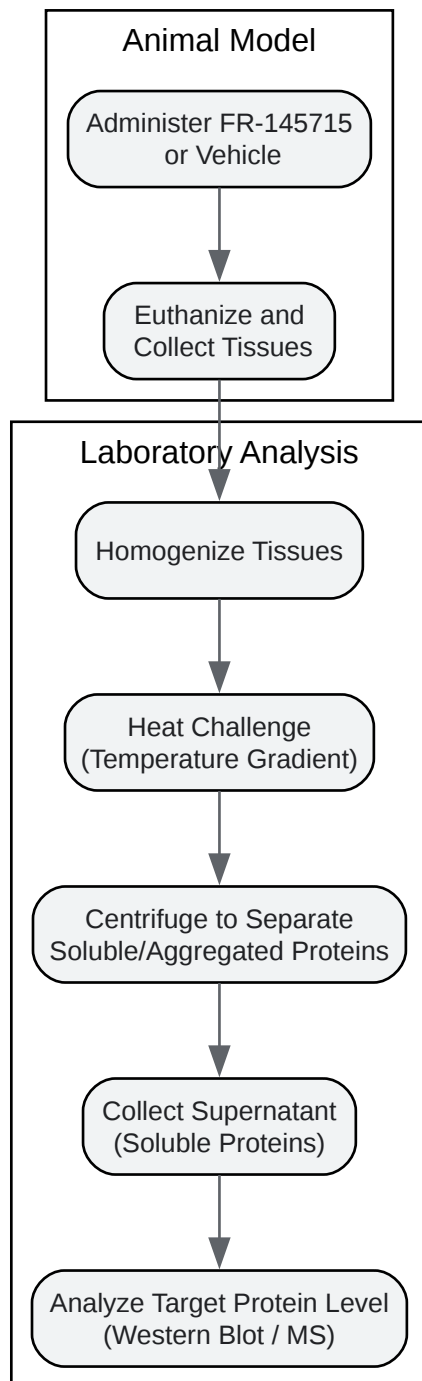 Animal Model
Administer FR-145715
or Vehicle
Euthanize and
Collect Tissues
Laboratory Analysis
Homogenize Tissues
Heat Challenge
(Temperature Gradient)
Centrifuge to Separate
Soluble/Aggregated Proteins
Collect Supernatant
(Soluble Proteins)
Analyze Target Protein Level
(Western Blot / MS)